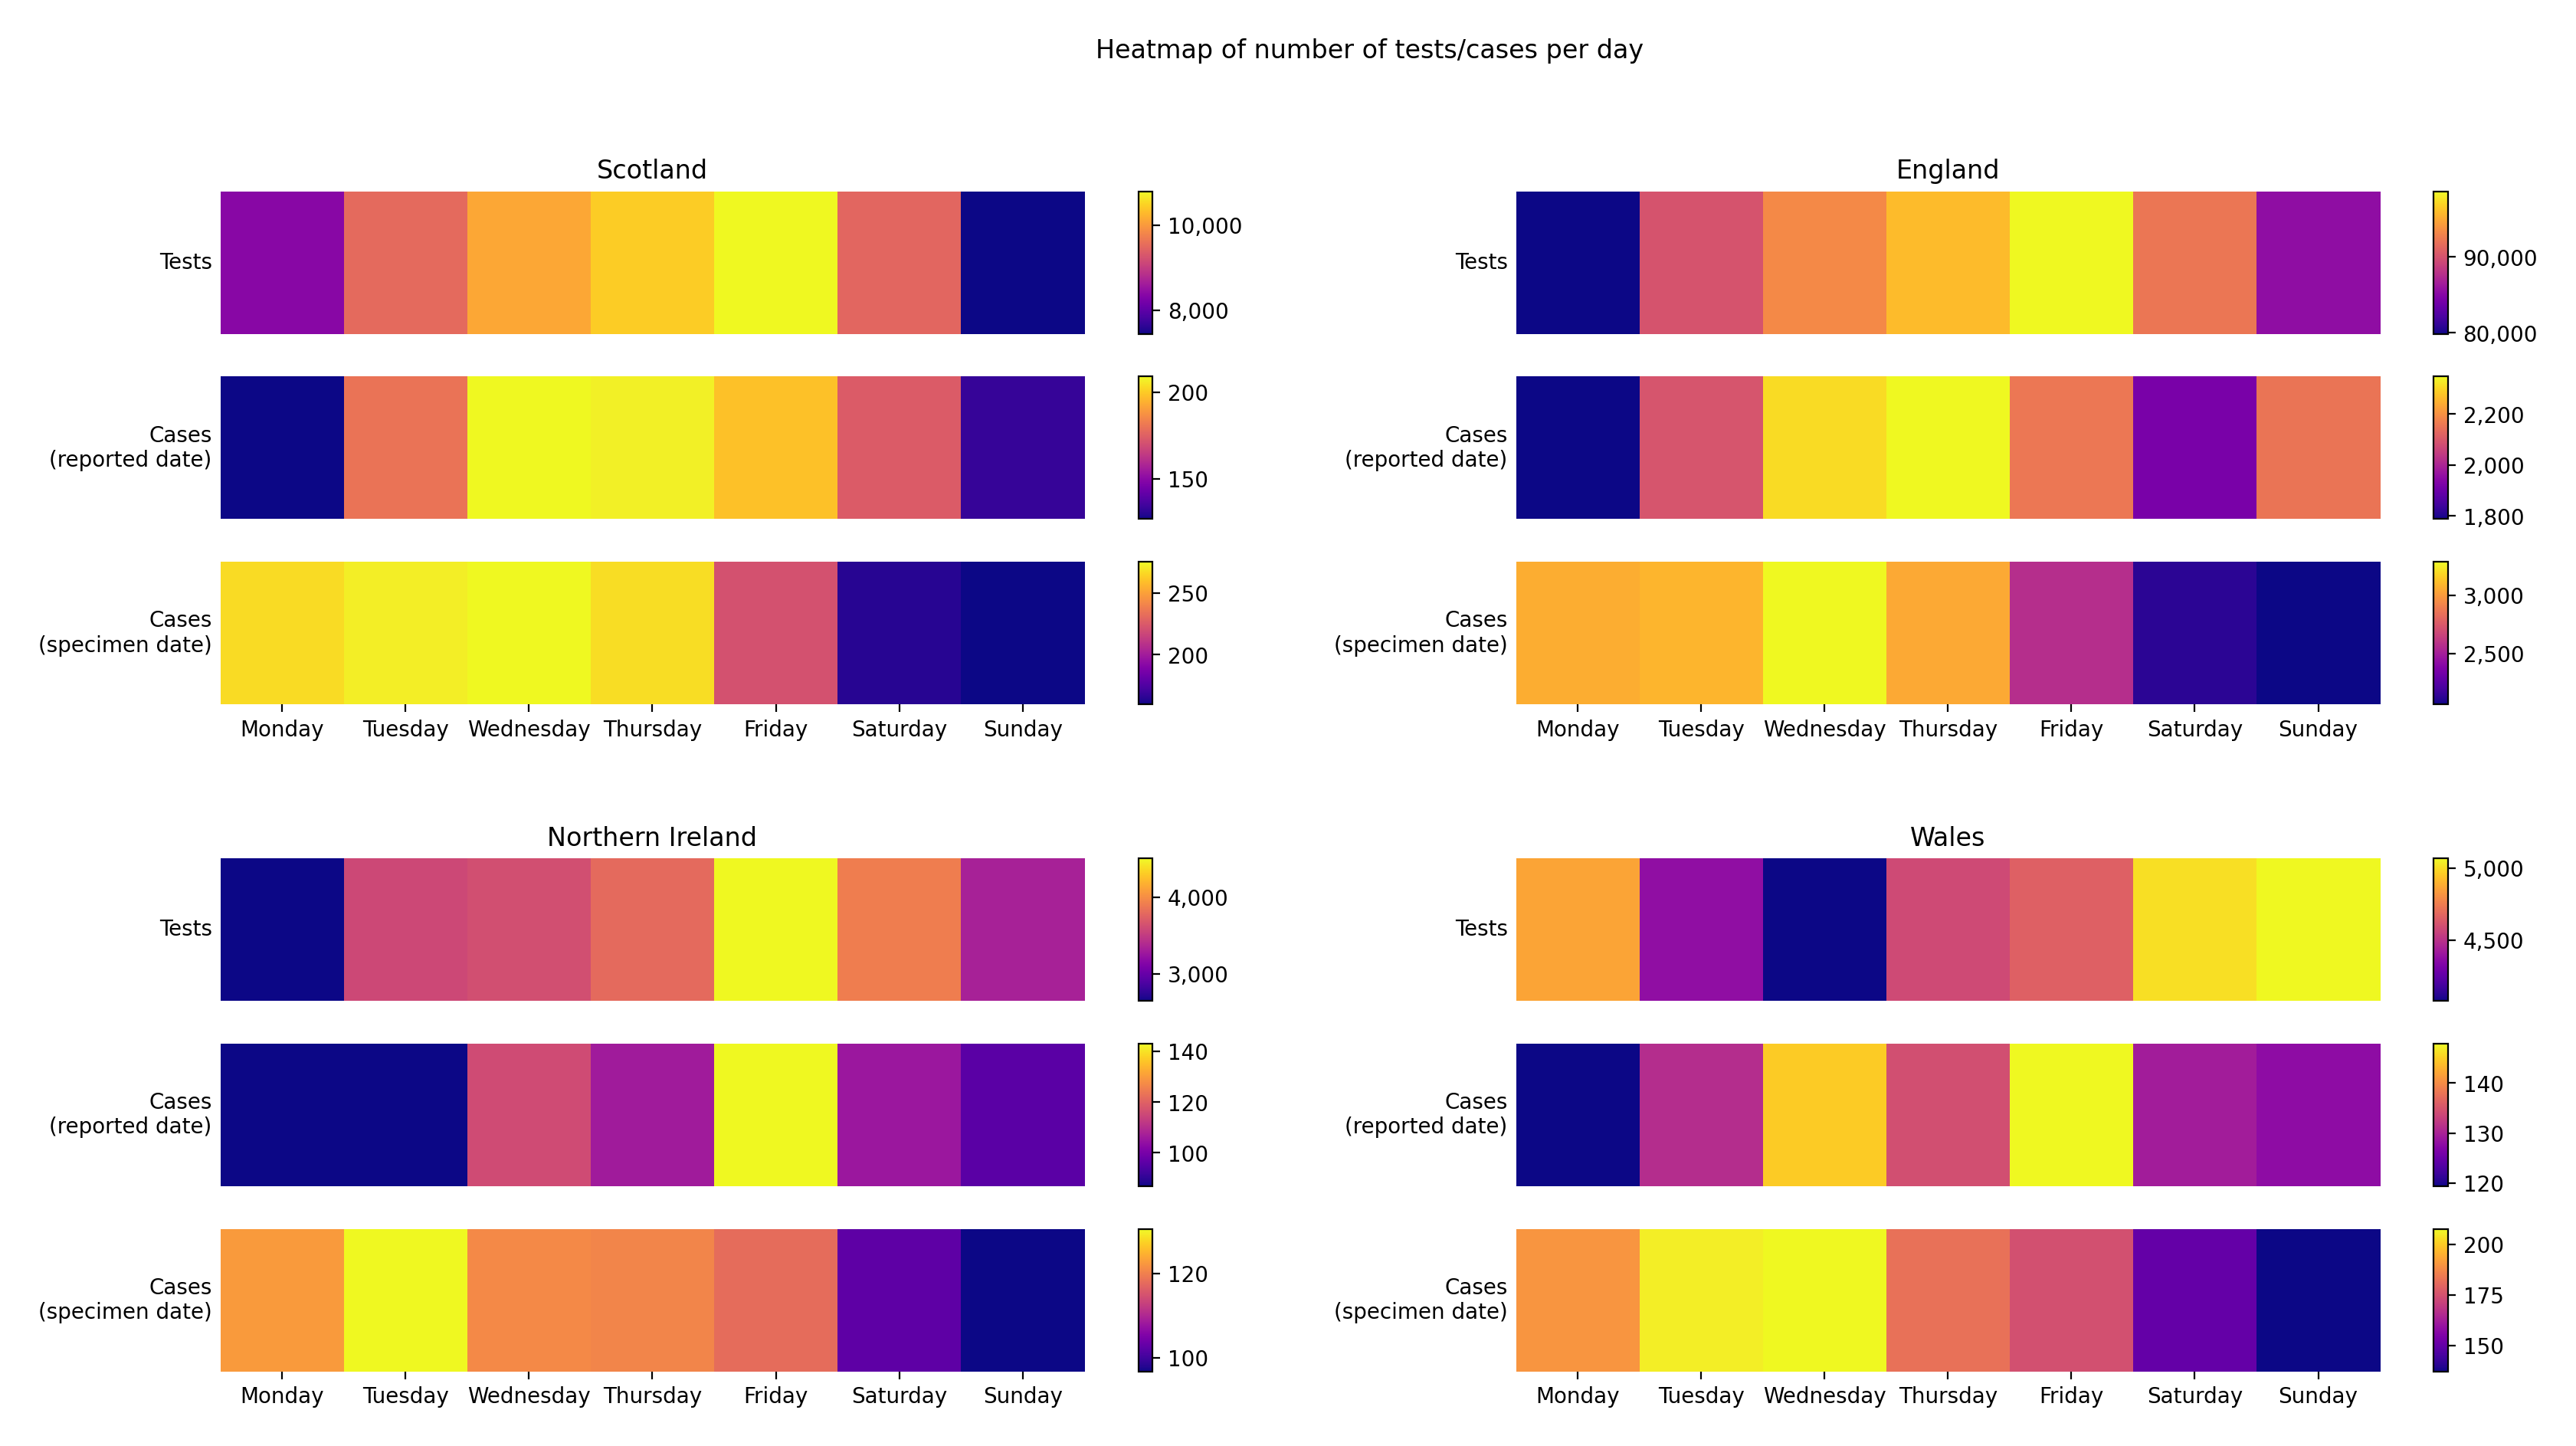 Heatmap of number of tests/cases per day
Scotland
Tests
10,000
8,000
Cases
(reported date)
200
150
Cases
(specimen date)
250
200
Monday Tuesday Wednesday Thursday Friday Saturday Sunday
England
Tests
90,000
80,000
Cases
(reported date)
2,200
2,000
1,800
Cases
(specimen date)
3,000
2,500
Monday Tuesday Wednesday Thursday Friday Saturday Sunday
Northern Ireland
Tests
4,000
3,000
Cases
(reported date)
140
120
100
Cases
(specimen date)
120
100
Monday Tuesday Wednesday Thursday Friday Saturday Sunday
Wales
Tests
5,000
4,500
Cases
(reported date)
140
130
120
Cases
(specimen date)
200
175
150
Monday Tuesday Wednesday Thursday Friday Saturday Sunday